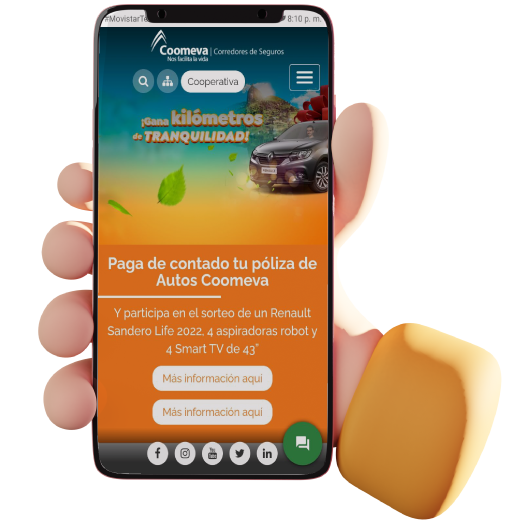 #MovistarTe
8:10 p. m.
Coomeva Corredores de Seguros
Nos facilita la vida
Cooperativa
¡Gana kilómetros
de TRANQUILIDAD!
Paga de contado tu póliza de
Autos Coomeva
Y participa en el sorteo de un Renault
Sandero Life 2022, 4 aspiradoras robot y
4 Smart TV de 43"
Más información aquí
Más información aquí